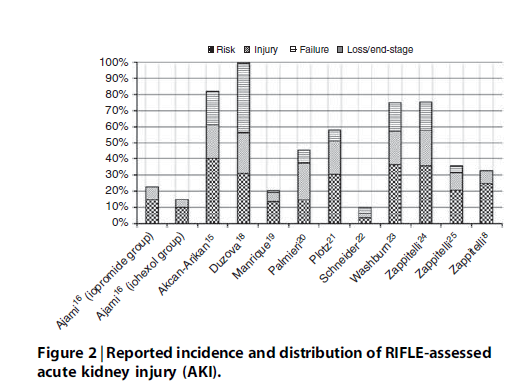 Risk Injury Failure Loss/end-stage
100%
90%
80%
70%
60%
50%
40%
30%
20%
10%
0%
Ajami¹⁶ (iopromide group)
Ajami¹⁶ (iohexol group)
Akcan-Arikan¹⁵
Duzova¹⁸
Manrique¹⁹
Palmieri²⁰
Plotz²¹
Schneider²²
Washburn²³
Zappitelli²⁴
Zappitelli²⁵
Zappitelli⁸
Figure 2 | Reported incidence and distribution of RIFLE-assessed
acute kidney injury (AKI).